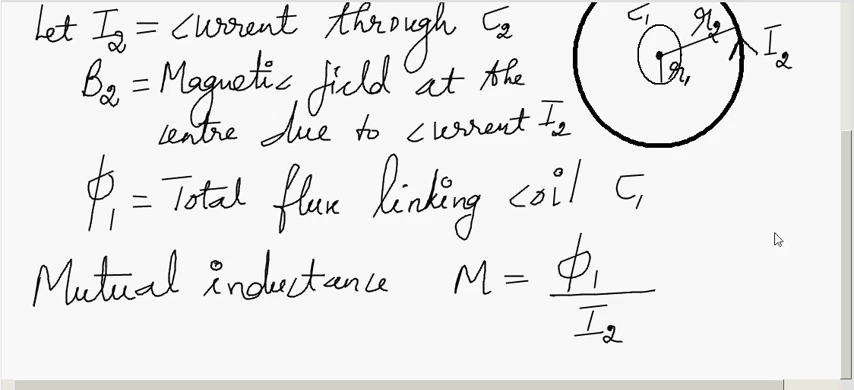 Let I₂ = current through C₂
B₂ = Magnetic field at the
centre due to current I₂
ϕ₁ = Total flux linking coil C₁
Mutual inductance M = ϕ₁ / I₂
C₁ r₂ I₂
r₁